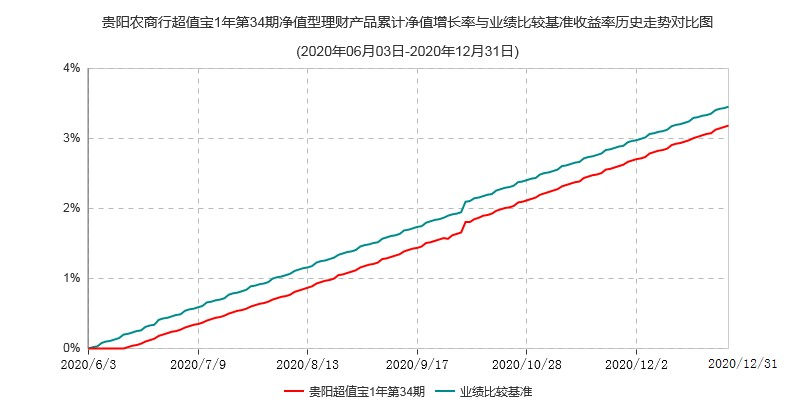 贵阳农商行超值宝1年第34期净值型理财产品累计净值增长率与业绩比较基准收益率历史走势对比图
(2020年06月03日-2020年12月31日)
4%
3%
2%
1%
0%
2020/6/3 2020/7/9 2020/8/13 2020/9/17 2020/10/28 2020/12/2 2020/12/31
贵阳超值宝1年第34期 业绩比较基准